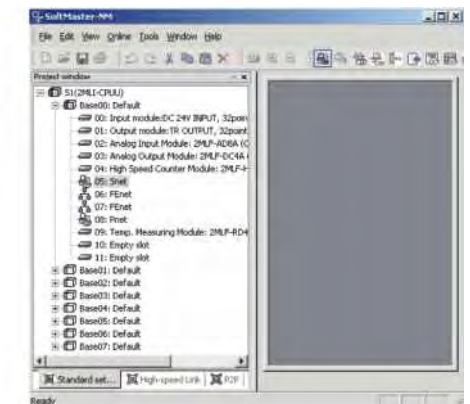 SoftMaster-NM
File Edit View Online Tools Window Help
Project window
S1(2MLI-CPUU)
Base00: Default
00: Input module:DC 24V INPUT, 32point
01: Output module:TR OUTPUT, 32point
02: Analog Input Module: 2MLF-AD8A (C
03: Analog Output Module: 2MLF-DC4A
04: High Speed Counter Module: 2MLF-H
05: Snet
06: FEnet
07: FEnet
08: Pnet
09: Temp. Measuring Module: 2MLF-RD4
10: Empty slot
11: Empty slot
Base01: Default
Base02: Default
Base03: Default
Base04: Default
Base05: Default
Base06: Default
Base07: Default
Standard set... High-speed Link P2P
Ready